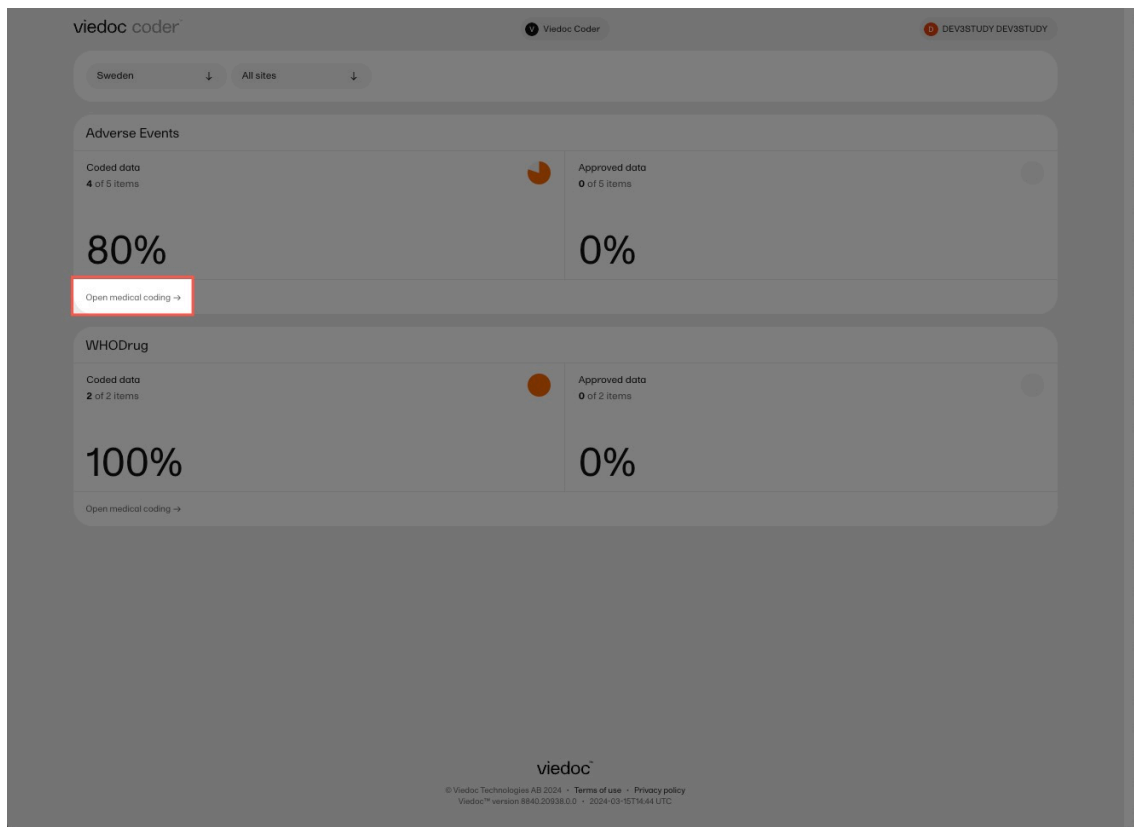 viedoc coder
V Viedoc Coder
D DEV3STUDY DEV3STUDY
Sweden ↓ All sites ↓
Adverse Events
Coded data
4 of 5 items
80%
Approved data
0 of 5 items
0%
Open medical coding →
WHODrug
Coded data
2 of 2 items
100%
Approved data
0 of 2 items
0%
Open medical coding →
viedoc™
© Viedoc Technologies AB 2024 • Terms of use • Privacy policy
Viedoc™ version 8840.20938.0.0 • 2024-03-15T14:44 UTC